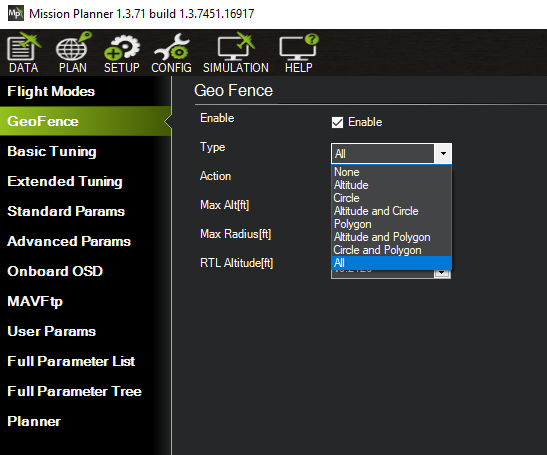 Mission Planner 1.3.71 build 1.3.7451.16917
DATA PLAN SETUP CONFIG SIMULATION HELP
Flight Modes
GeoFence
Basic Tuning
Extended Tuning
Standard Params
Advanced Params
Onboard OSD
MAVFtp
User Params
Full Parameter List
Full Parameter Tree
Planner
Geo Fence
Enable
Enable
Type
All
Action
Max Alt[ft]
Max Radius[ft]
RTL Altitude[ft]
None
Altitude
Circle
Altitude and Circle
Polygon
Altitude and Polygon
Circle and Polygon
All